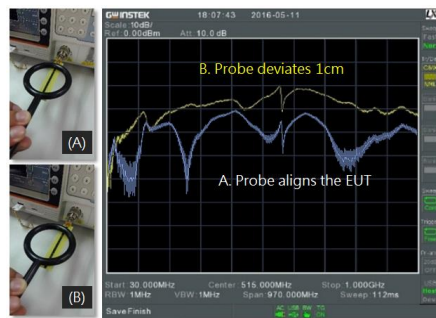 GWINSTEK 18:07:43 2016-05-11
Scale:10dB/
Ref:0.00dBm Att: 10.0 dB
B. Probe deviates 1cm
(A)
A. Probe aligns the EUT
(B)
Start: 30.000MHz Center: 515.000MHz Stop: 1.000GHz
RBW:1MHz VBW:1MHz Span: 970.000MHz Sweep: 112ms
Save Finish